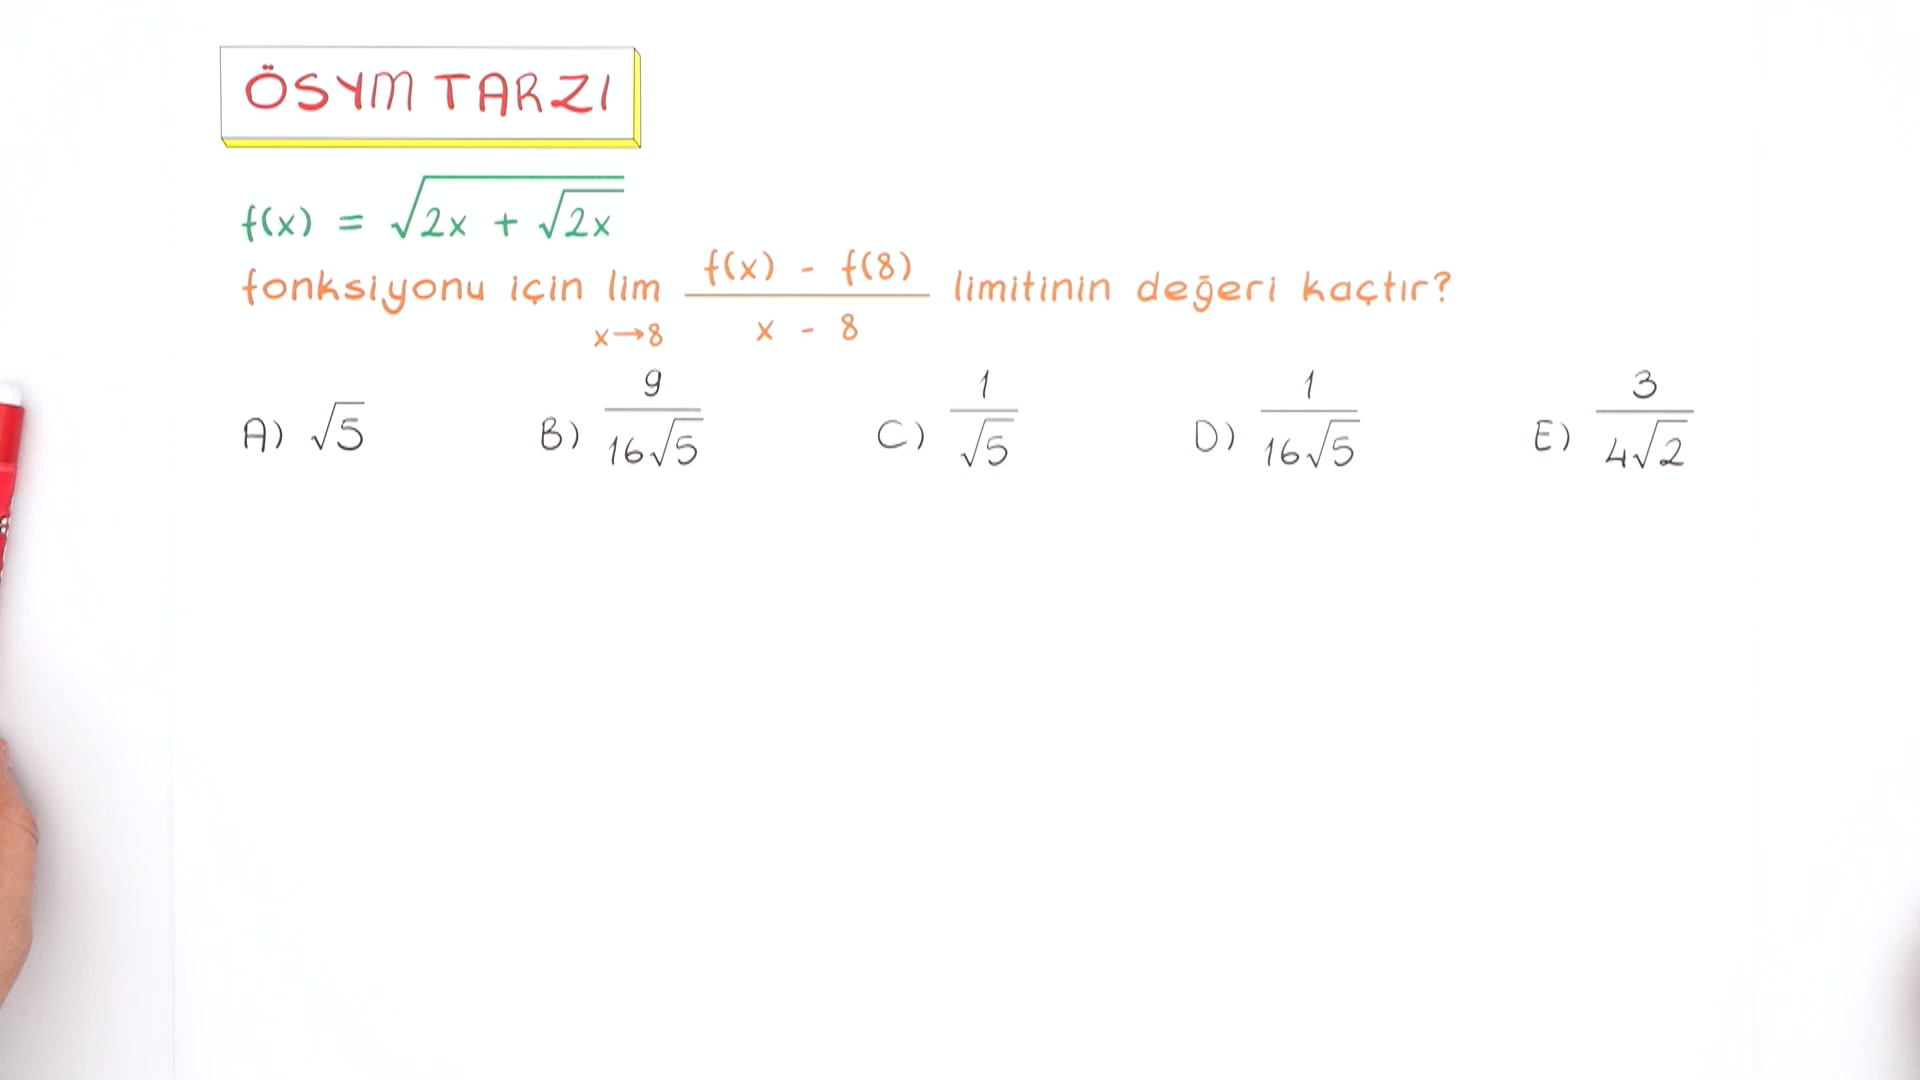 ÖSYM TARZI
f(x) = √(2x + √(2x))
fonksiyonu için lim x→8 (f(x) - f(8))/(x - 8) limitinin değeri kaçtır?
A) √5 B) 9/(16√5) C) 1/√5 D) 1/(16√5) E) 3/(4√2)